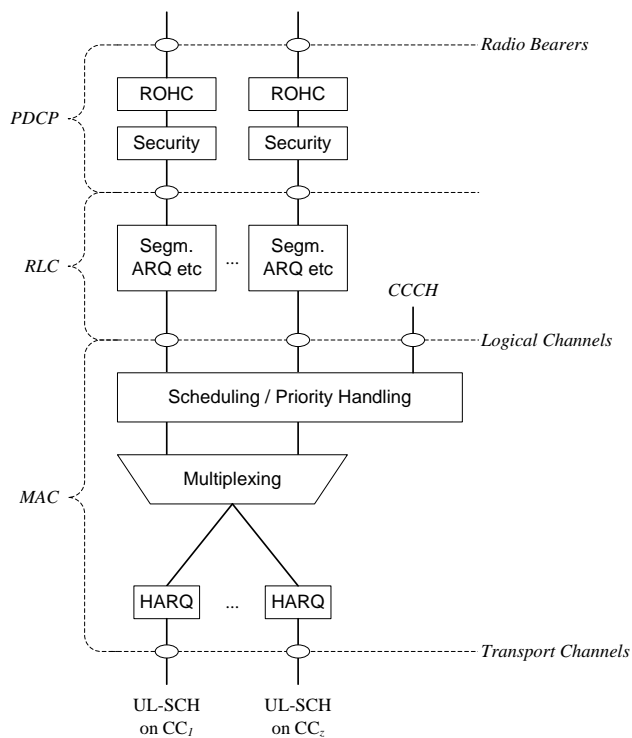 Radio Bearers
ROHC ROHC
PDCP
Security Security
Segm. ARQ etc ... Segm. ARQ etc
RLC
CCCH
Logical Channels
Scheduling / Priority Handling
Multiplexing
MAC
HARQ ... HARQ
Transport Channels
UL-SCH on CC1 UL-SCH on CCz